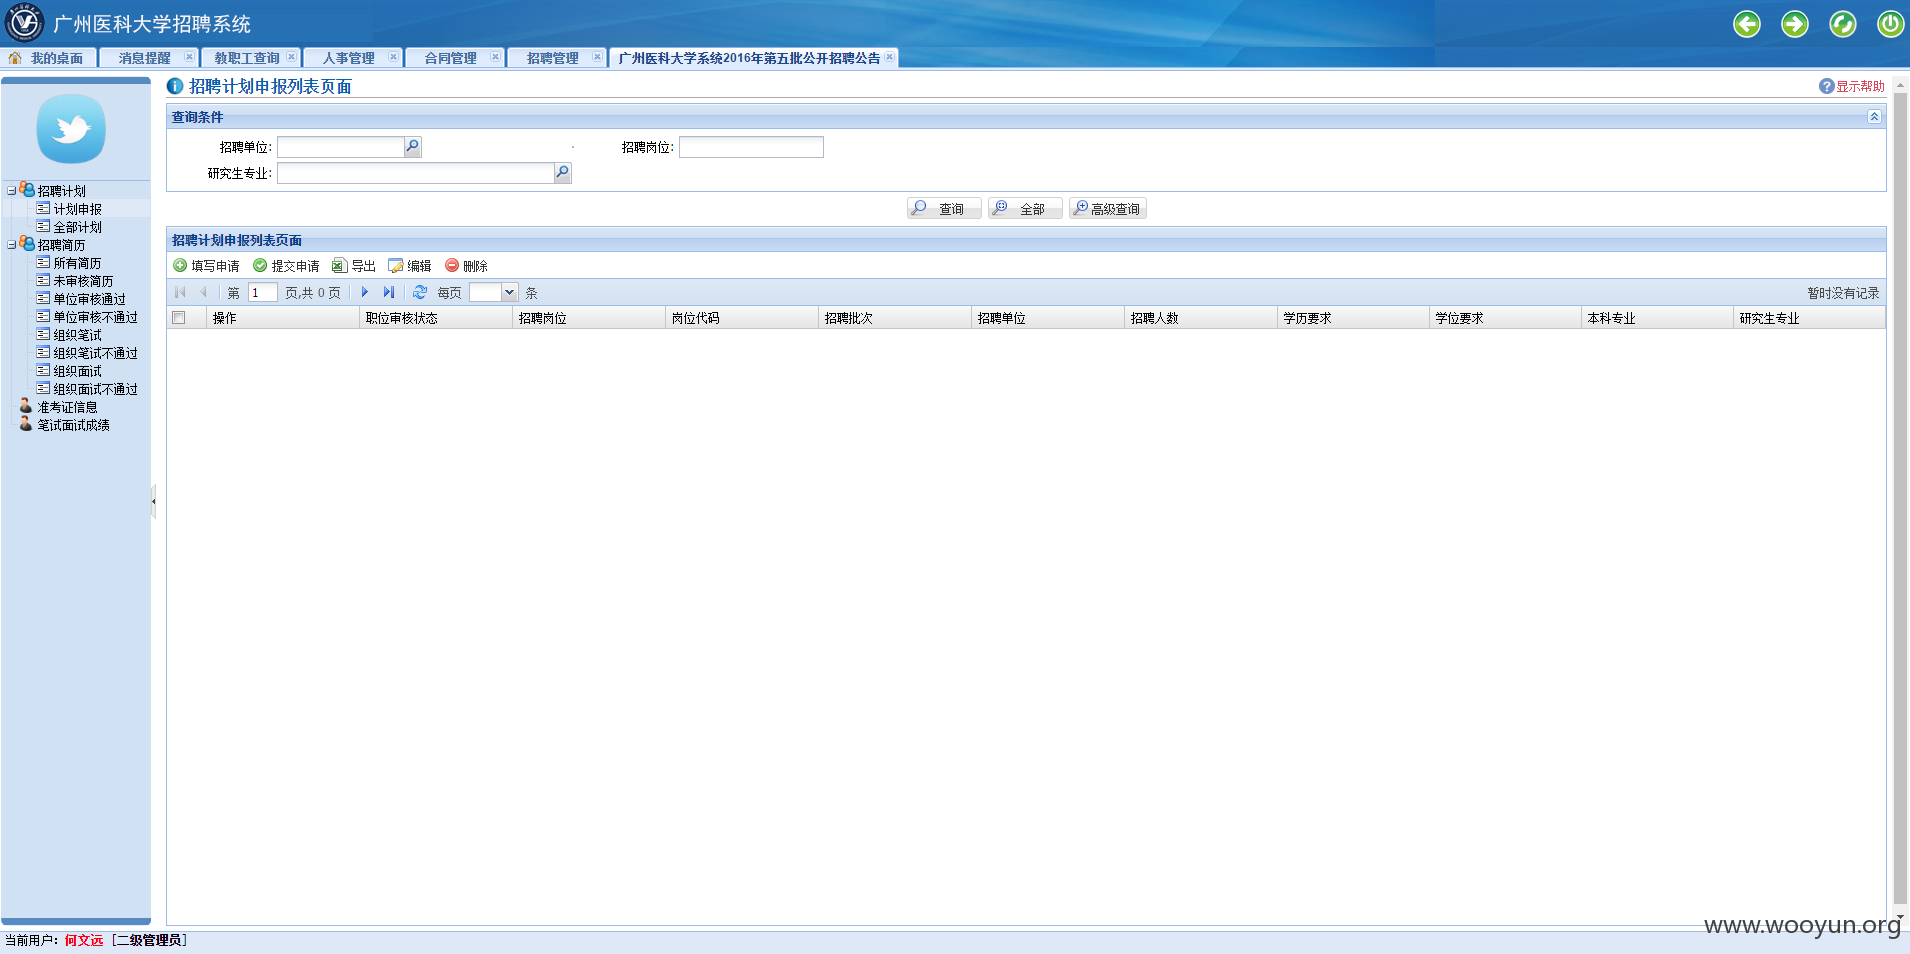 广州医科大学招聘系统
我的桌面 消息提醒 教职工查询 人事管理 合同管理 招聘管理 广州医科大学系统2016年第五批公开招聘公告
招聘计划申报列表页面 显示帮助
查询条件
招聘单位: 招聘岗位:
研究生专业:
查询 全部 高级查询
招聘计划
计划申报
全部计划
招聘简历
所有简历
未审核简历
单位审核通过
单位审核不通过
组织笔试
组织笔试不通过
组织面试
组织面试不通过
准考证信息
笔试面试成绩
招聘计划申报列表页面
填写申请 提交申请 导出 编辑 删除
第 1 页,共 0 页 每页 条 暂时没有记录
操作 职位审核状态 招聘岗位 岗位代码 招聘批次 招聘单位 招聘人数 学历要求 学位要求 本科专业 研究生专业
www.wooyun.org
当前用户: 何文远 [二级管理员]